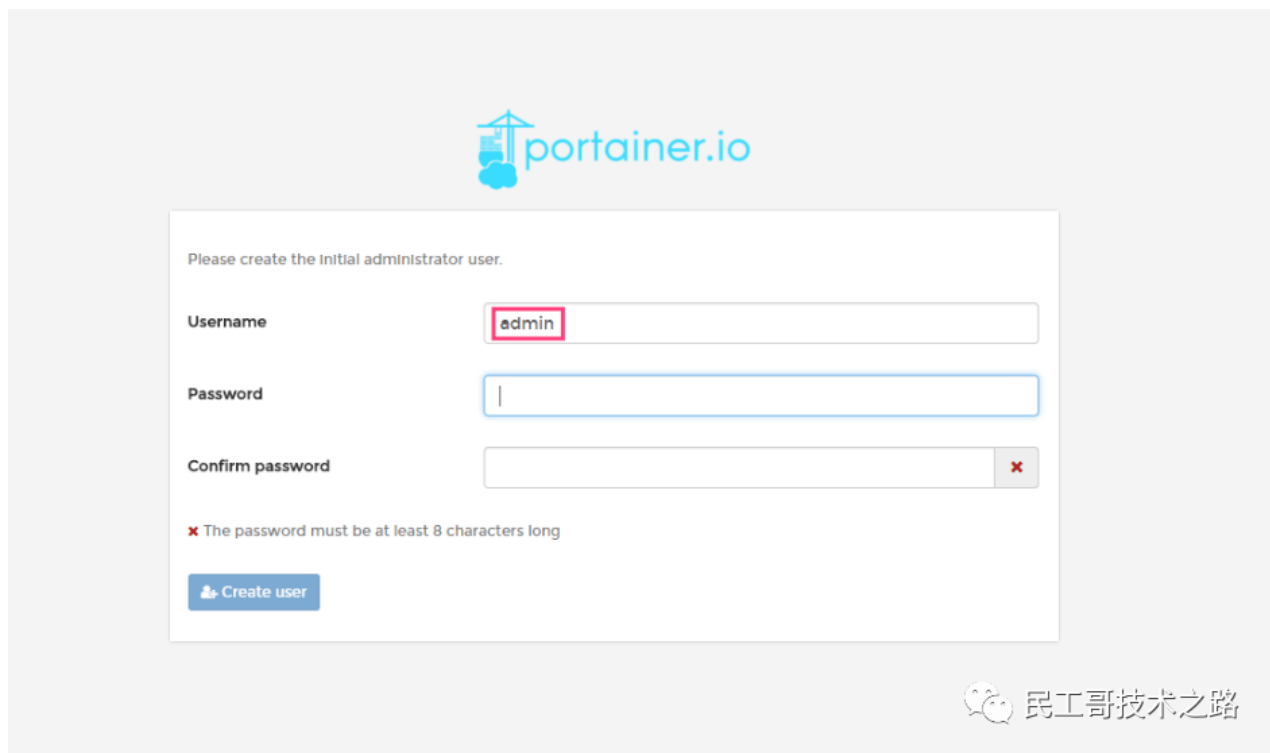 portainer.io
Please create the initial administrator user.
Username
admin
Password
Confirm password
The password must be at least 8 characters long
Create user
民工哥技术之路